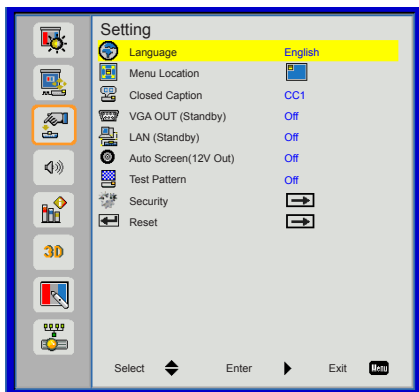 Setting
Language English
Menu Location
Closed Caption CC1
VGA OUT (Standby) Off
LAN (Standby) Off
Auto Screen(12V Out) Off
Test Pattern Off
Security
Reset
3D
Select Enter Exit Menu